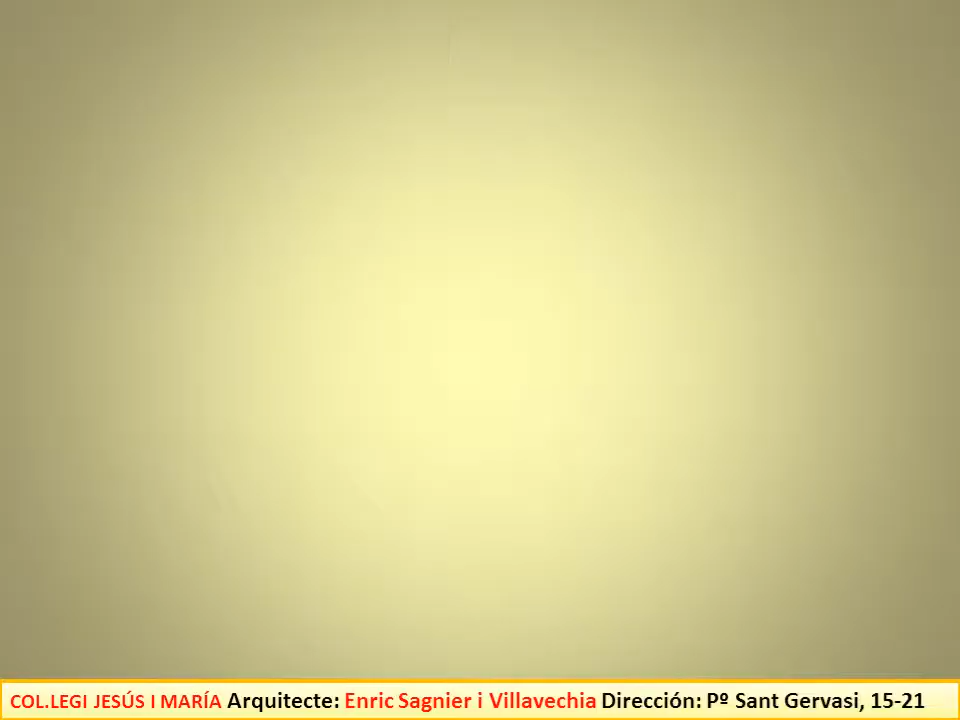 COL.LEGI JESÚS I MARÍA Arquitecte: Enric Sagnier i Villavechia Dirección: Pº Sant Gervasi, 15-21